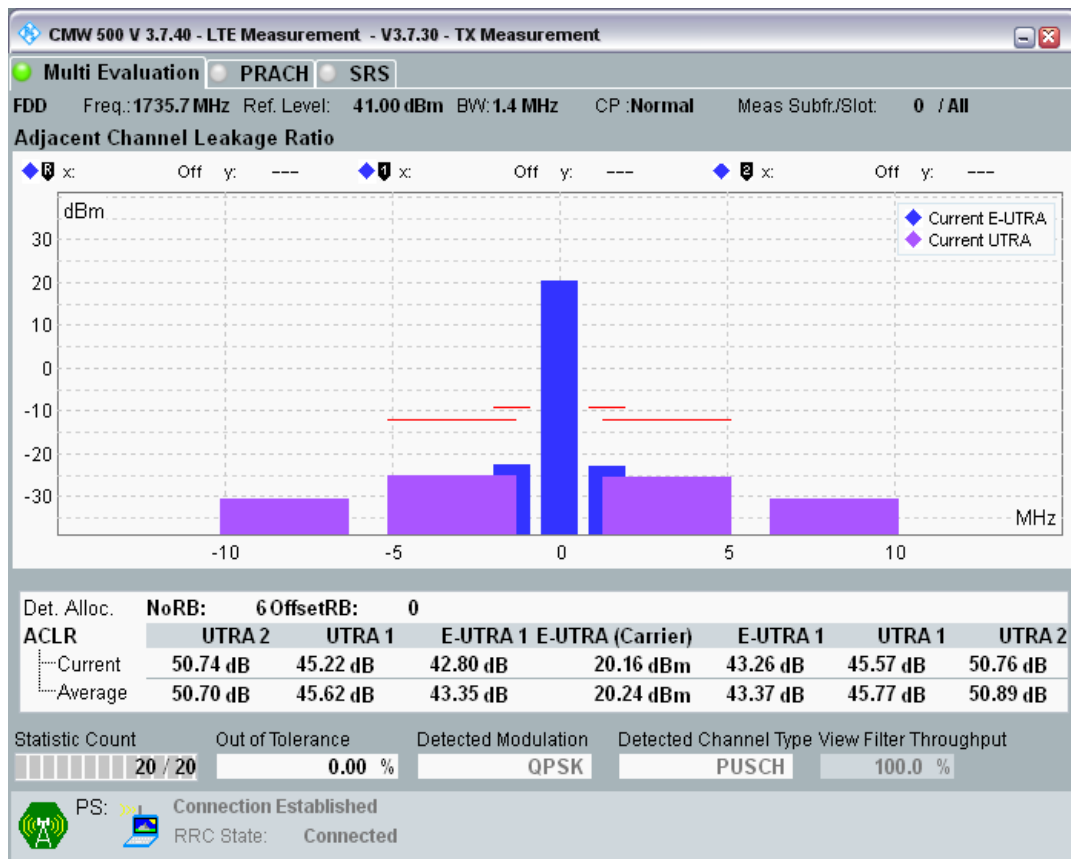 CMW 500 V 3.7.40 - LTE Measurement - V3.7.30 - TX Measurement
Multi Evaluation PRACH SRS
FDD Freq.: 1735.7 MHz Ref. Level: 41.00 dBm BW: 1.4 MHz CP :Normal Meas Subfr./Slot: 0 / All
Adjacent Channel Leakage Ratio
R x: Off y: --- 1 x: Off y: --- 2 x: Off y: ---
dBm
Current E-UTRA
Current UTRA
30
20
10
0
-10
-20
-30
MHz
-10 -5 0 5 10
Det. Alloc. NoRB: 6 OffsetRB: 0
ACLR UTRA 2 UTRA 1 E-UTRA 1 E-UTRA (Carrier) E-UTRA 1 UTRA 1 UTRA 2
Current 50.74 dB 45.22 dB 42.80 dB 20.16 dBm 43.26 dB 45.57 dB 50.76 dB
Average 50.70 dB 45.62 dB 43.35 dB 20.24 dBm 43.37 dB 45.77 dB 50.89 dB
Statistic Count Out of Tolerance Detected Modulation Detected Channel Type View Filter Throughput
20 / 20 0.00 % QPSK PUSCH 100.0 %
PS: Connection Established
RRC State: Connected